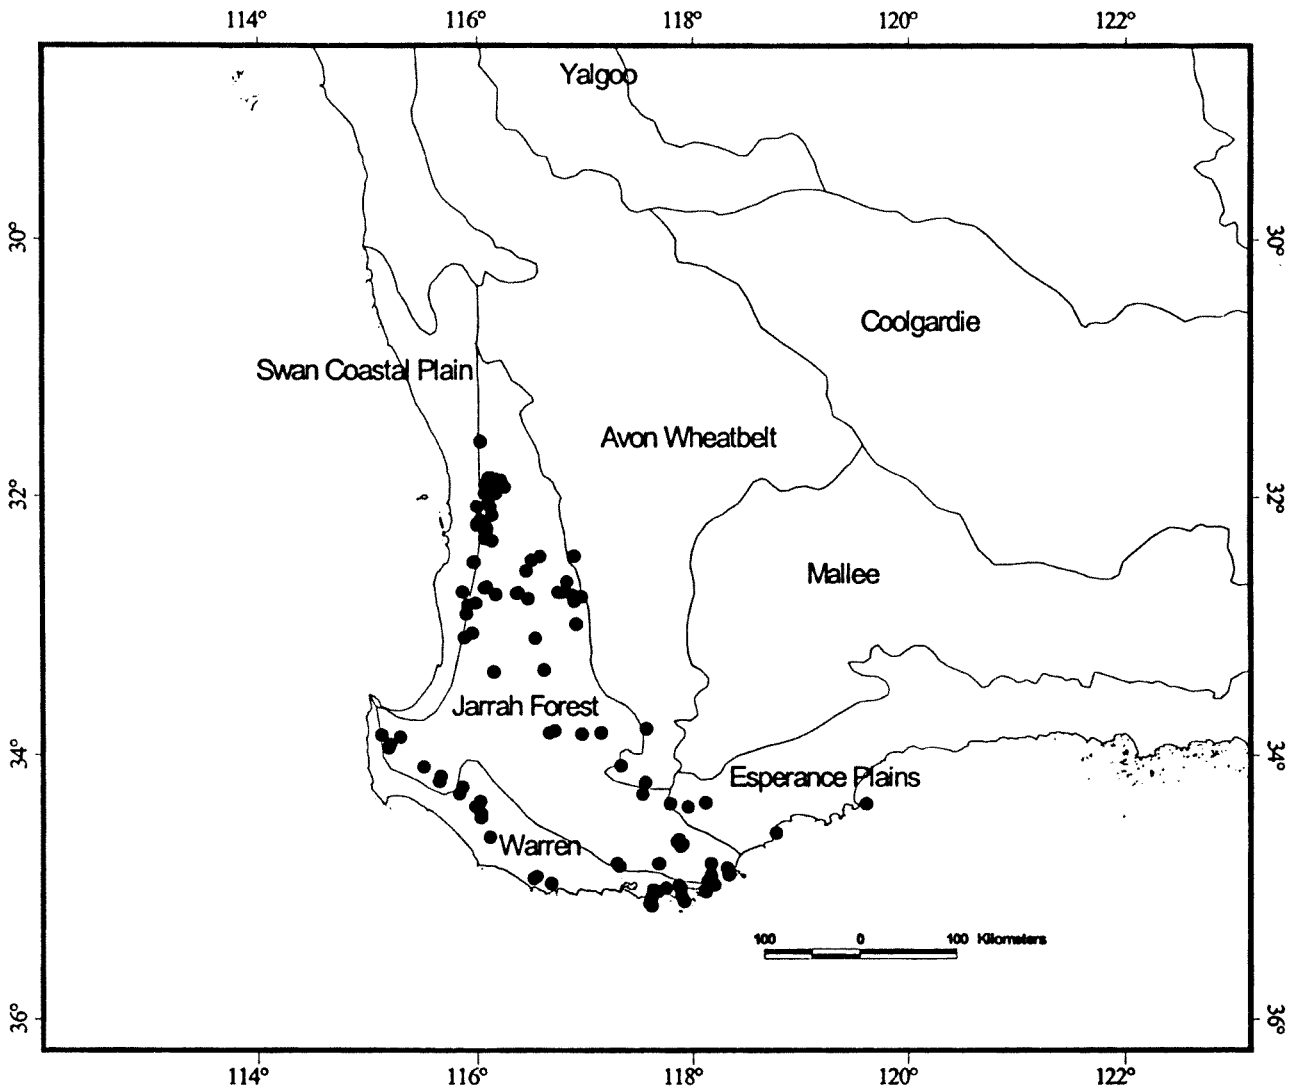 114° 116° 118° 120° 122°
Yalgoo
30° 30°
Coolgardie
Swan Coastal Plain
Avon Wheatbelt
32° 32°
Mallee
Jarrah Forest
34° 34°
Esperance Plains
Warren
100 0 100 Kilometers
36° 36°
114° 116° 118° 120° 122°